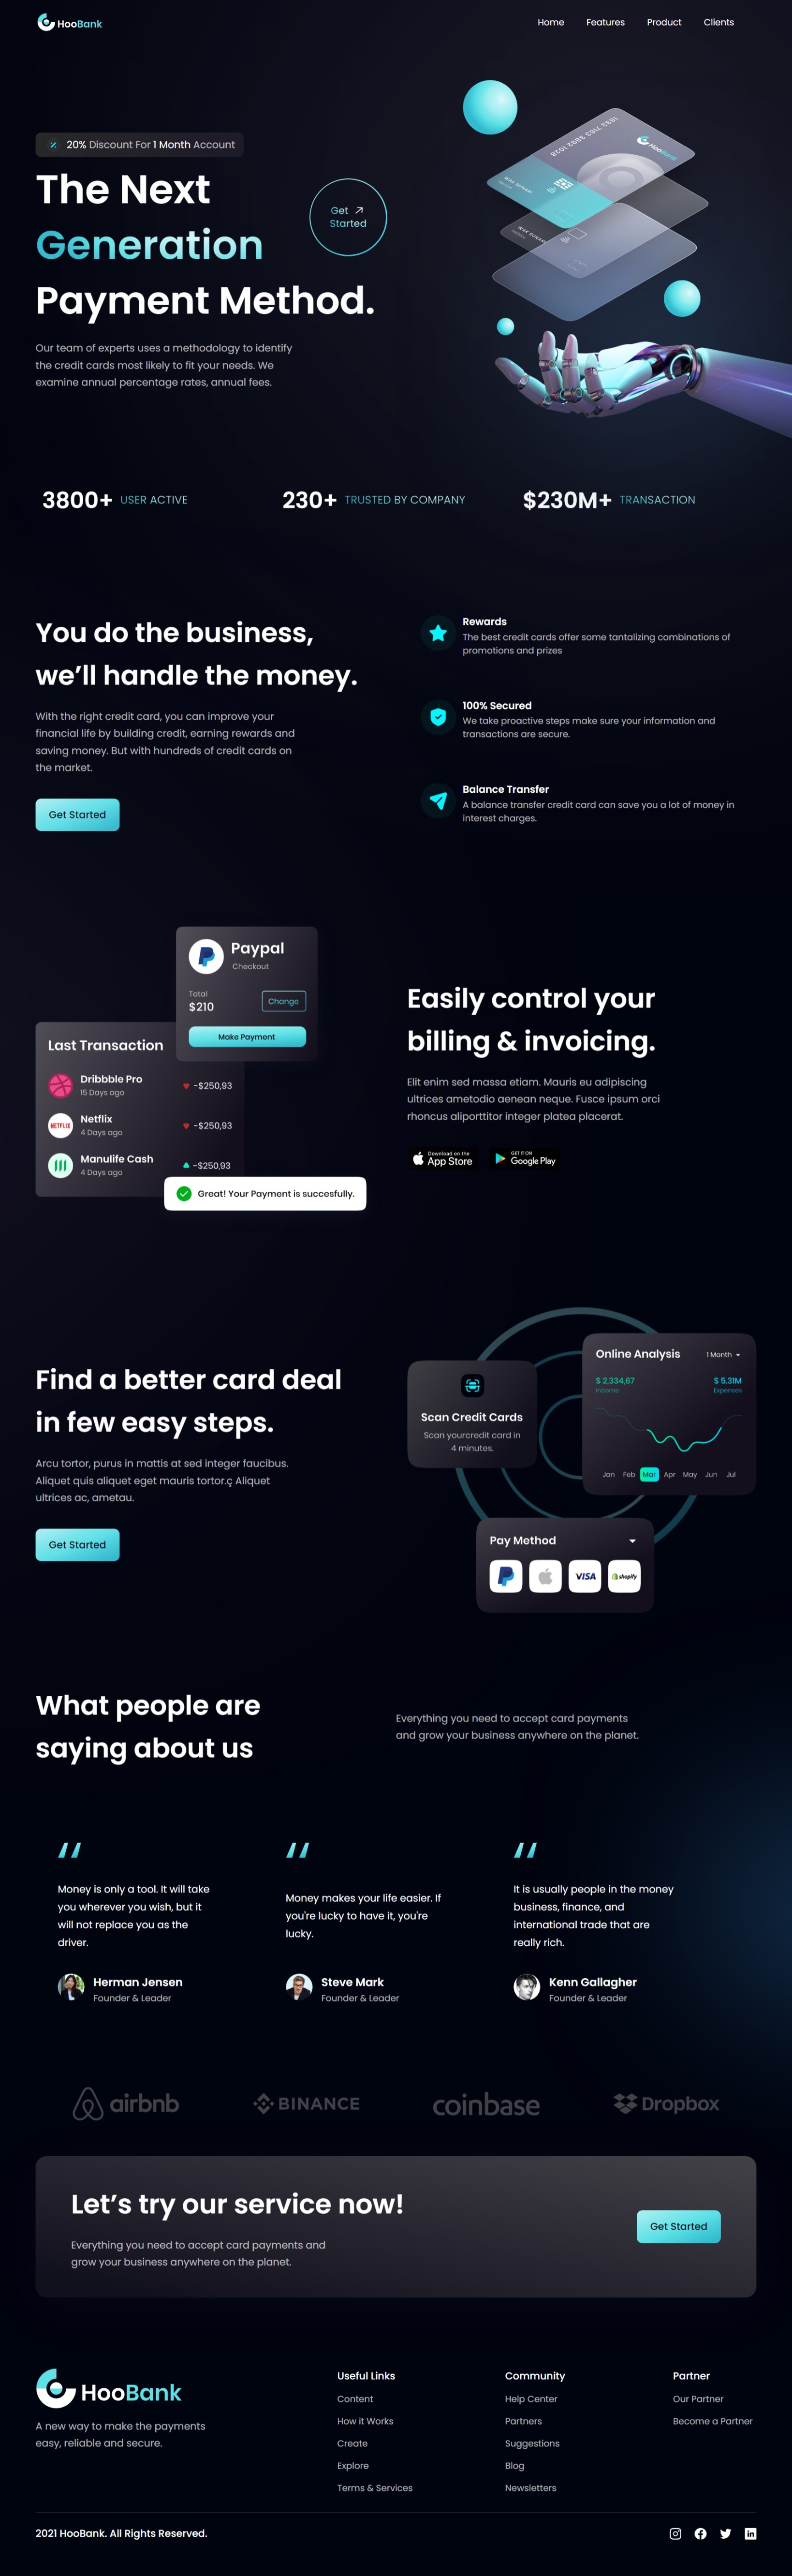 HooBank
Home Features Product Clients
20% Discount For 1 Month Account
The Next
Generation
Payment Method.
Get
Started
Our team of experts uses a methodology to identify
the credit cards most likely to fit your needs. We
examine annual percentage rates, annual fees.
HooBank
3800+ USER ACTIVE
230+ TRUSTED BY COMPANY
$230M+ TRANSACTION
You do the business,
we’ll handle the money.
With the right credit card, you can improve your
financial life by building credit, earning rewards and
saving money. But with hundreds of credit cards on
the market.
Get Started
Rewards
The best credit cards offer some tantalizing combinations of
promotions and prizes
100% Secured
We take proactive steps make sure your information and
transactions are secure.
Balance Transfer
A balance transfer credit card can save you a lot of money in
interest charges.
Paypal
Checkout
Total
$210
Change
Make Payment
Last Transaction
Dribbble Pro
15 Days ago
-$250,93
NETFLIX
Netflix
4 Days ago
-$250,93
Manulife Cash
4 Days ago
-$250,93
Great! Your Payment is succesfully.
Easily control your
billing & invoicing.
Elit enim sed massa etiam. Mauris eu adipiscing
ultrices ametodio aenean neque. Fusce ipsum orci
rhoncus aliporttitor integer platea placerat.
Download on the
App Store
GET IT ON
Google Play
Find a better card deal
in few easy steps.
Arcu tortor, purus in mattis at sed integer faucibus.
Aliquet quis aliquet eget mauris tortor.ç Aliquet
ultrices ac, ametau.
Get Started
Scan Credit Cards
Scan yourcredit card in
4 minutes.
Online Analysis
1 Month
$ 2,334,67
Income
$ 5.31M
Expenses
Jan Feb Mar Apr May Jun Jul
Pay Method
VISA
shopify
What people are
saying about us
Everything you need to accept card payments
and grow your business anywhere on the planet.
Money is only a tool. It will take
you wherever you wish, but it
will not replace you as the
driver.
Herman Jensen
Founder & Leader
Money makes your life easier. If
you're lucky to have it, you're
lucky.
Steve Mark
Founder & Leader
It is usually people in the money
business, finance, and
international trade that are
really rich.
Kenn Gallagher
Founder & Leader
airbnb
BINANCE
coinbase
Dropbox
Let’s try our service now!
Everything you need to accept card payments and
grow your business anywhere on the planet.
Get Started
HooBank
A new way to make the payments
easy, reliable and secure.
Useful Links
Content
How it Works
Create
Explore
Terms & Services
Community
Help Center
Partners
Suggestions
Blog
Newsletters
Partner
Our Partner
Become a Partner
2021 HooBank. All Rights Reserved.